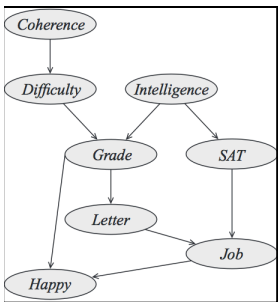 Coherence
Difficulty
Intelligence
Grade
SAT
Letter
Job
Happy